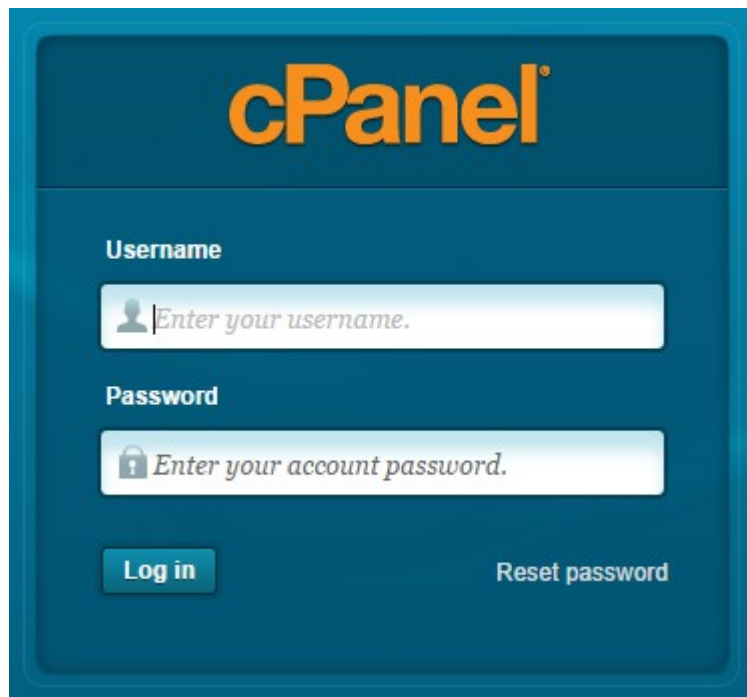 cPanel®
Username
Enter your username.
Password
Enter your account password.
Log in
Reset password